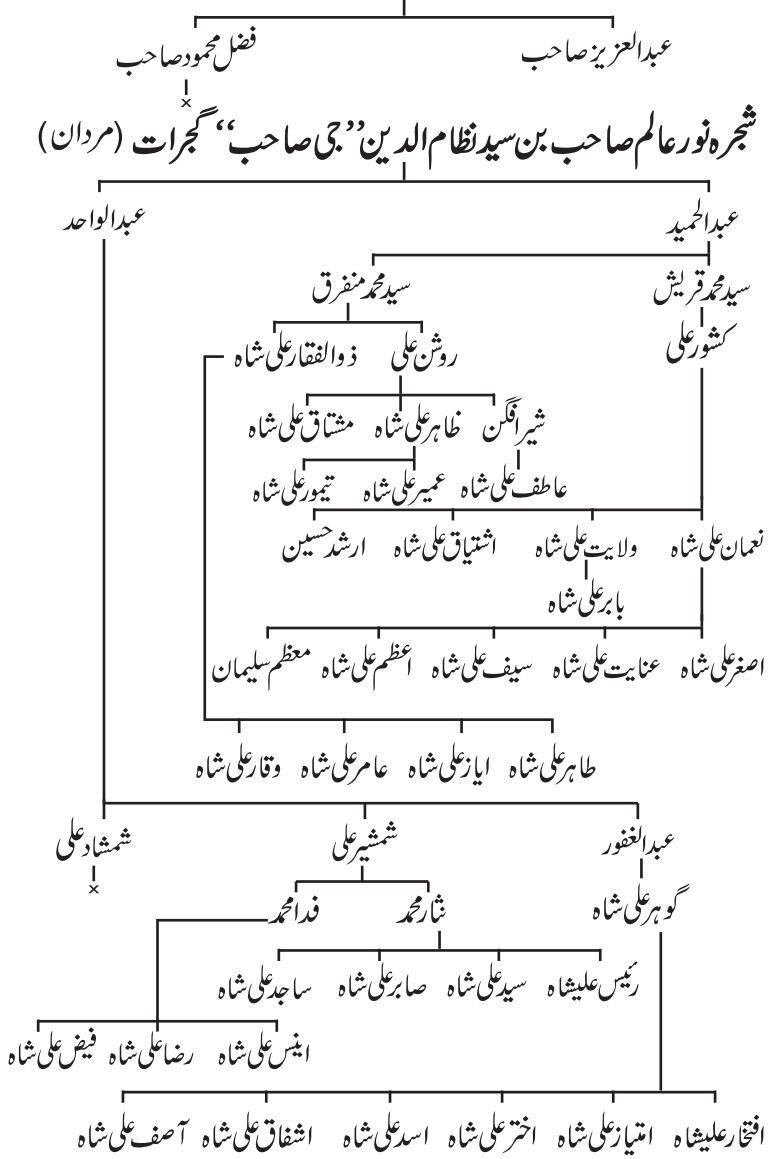 عبدالعزیز صاحب فضل محمود صاحب
×
شجرہ نور عالم صاحب بن سید نظام الدین ’’جی صاحب‘‘ گجرات (مردان)
عبدالحمید عبدالواحد
سید محمد قریش سید محمد منفرق
کشور علی روشن علی ذوالفقار علی شاہ
شیر افگن ظاہر علی شاہ مشتاق علی شاہ
عاطف علی شاہ عمیر علی شاہ تیمور علی شاہ
نعمان علی شاہ ولایت علی شاہ اشتیاق علی شاہ ارشد حسین
بابر علی شاہ
اصغر علی شاہ عنایت علی شاہ سیف علی شاہ اعظم علی شاہ معظم سلیمان
طاہر علی شاہ ایاز علی شاہ عامر علی شاہ وقار علی شاہ
عبدالغفور شمشیر علی شمشاد علی
×
گوہر علی شاہ نثار محمد فدا محمد
رئیس علیشاہ سید علی شاہ صابر علی شاہ ساجد علی شاہ
اینس علی شاہ رضا علی شاہ فیض علی شاہ
افتخار علیشاہ امتیاز علی شاہ اختر علی شاہ اسد علی شاہ اشفاق علی شاہ آصف علی شاہ